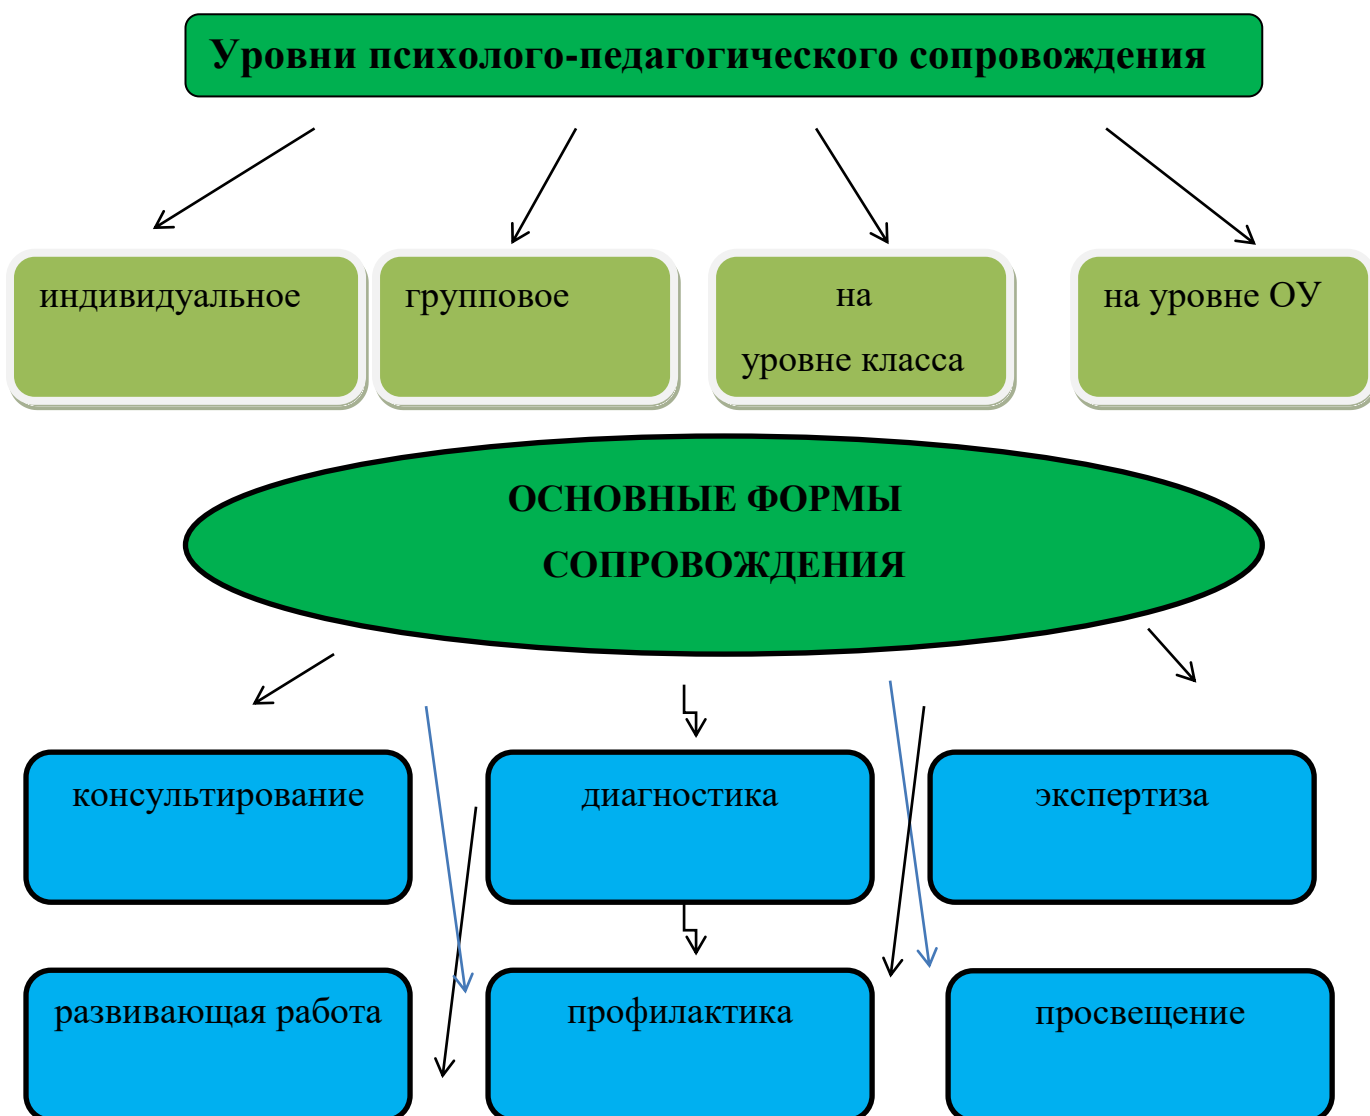 Уровни психолого-педагогического сопровождения
индивидуальное
групповое
на
уровне класса
на уровне ОУ
ОСНОВНЫЕ ФОРМЫ
СОПРОВОЖДЕНИЯ
консультирование
диагностика
экспертиза
развивающая работа
профилактика
просвещение